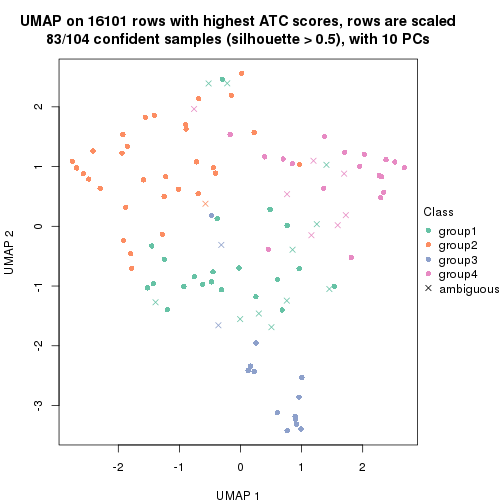 UMAP on 16101 rows with highest ATC scores, rows are scaled
83/104 confident samples (silhouette > 0.5), with 10 PCs
UMAP 2
2
1
0
-1
-2
-3
-2
-1
0
1
2
UMAP 1
Class
group1
group2
group3
group4
ambiguous